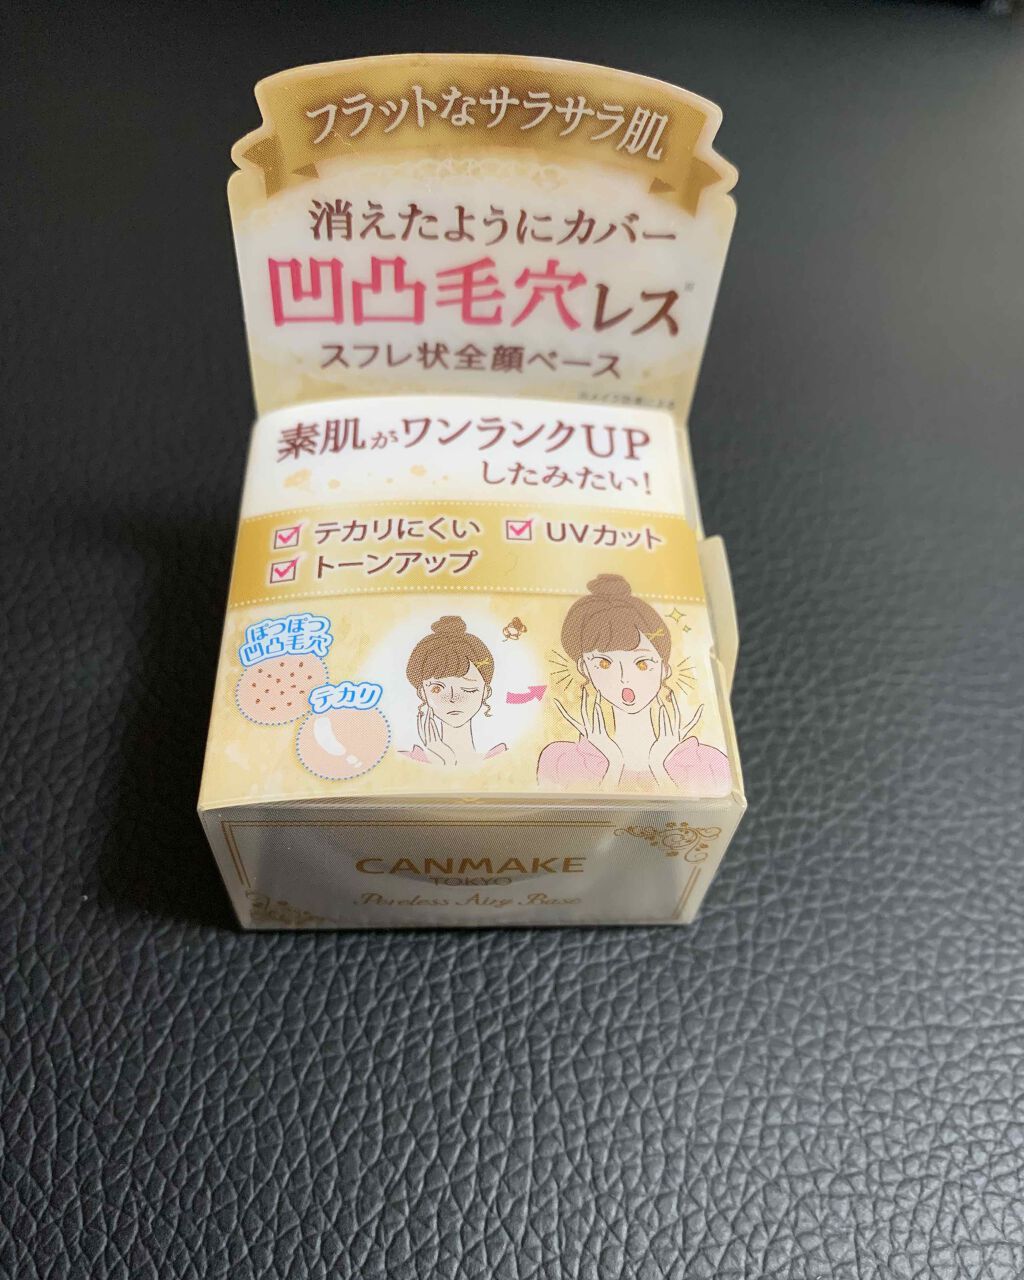 フラットなサラサラ肌
消えたようにカバー
凹凸毛穴レス※
スフレ状全顔ベース
素肌がワンランクUP
したみたい!
テカリにくい
UVカット
トーンアップ
ぽつぽつ
凹凸毛穴
テカリ
CANMAKE
TOKYO
Poreless Airy Base